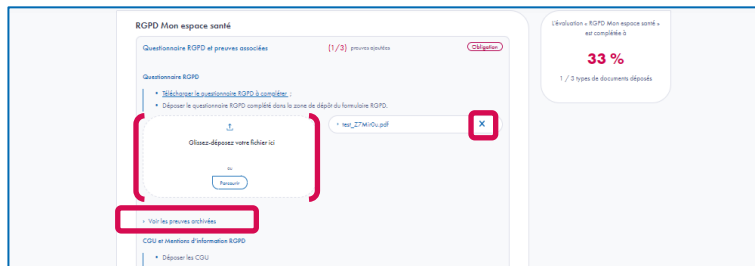 RGPD Mon espace santé
Questionnaire RGPD et preuves associées
(1/3) preuves ajoutées
Obligation
Questionnaire RGPD
Télécharger le questionnaire RGPD à compléter :
Déposer le questionnaire RGPD complété dans la zone de dépôt du formulaire RGPD.
Glissez-déposez votre fichier ici
ou
Parcourir
test_Z7Mir0u.pdf
X
Voir les preuves archivées
CGU et Mentions d'information RGPD
Déposer les CGU
L'évaluation « RGPD Mon espace santé »
est complétée à
33 %
1 / 3 types de documents déposés